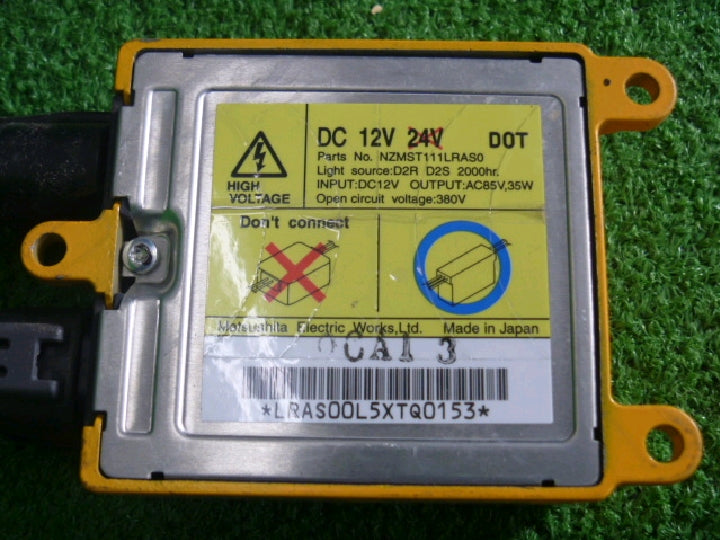 DC 12V 24V DOT
Parts No. NZMST111LRAS0
Light source:D2R D2S 2000hr.
INPUT:DC12V OUTPUT:AC85V,35W
Open circuit voltage:380V
HIGH
VOLTAGE
Don't connect
Matsushita Electric Works,Ltd. Made in Japan
CA1 3
*LRAS00L5XTQ0153*